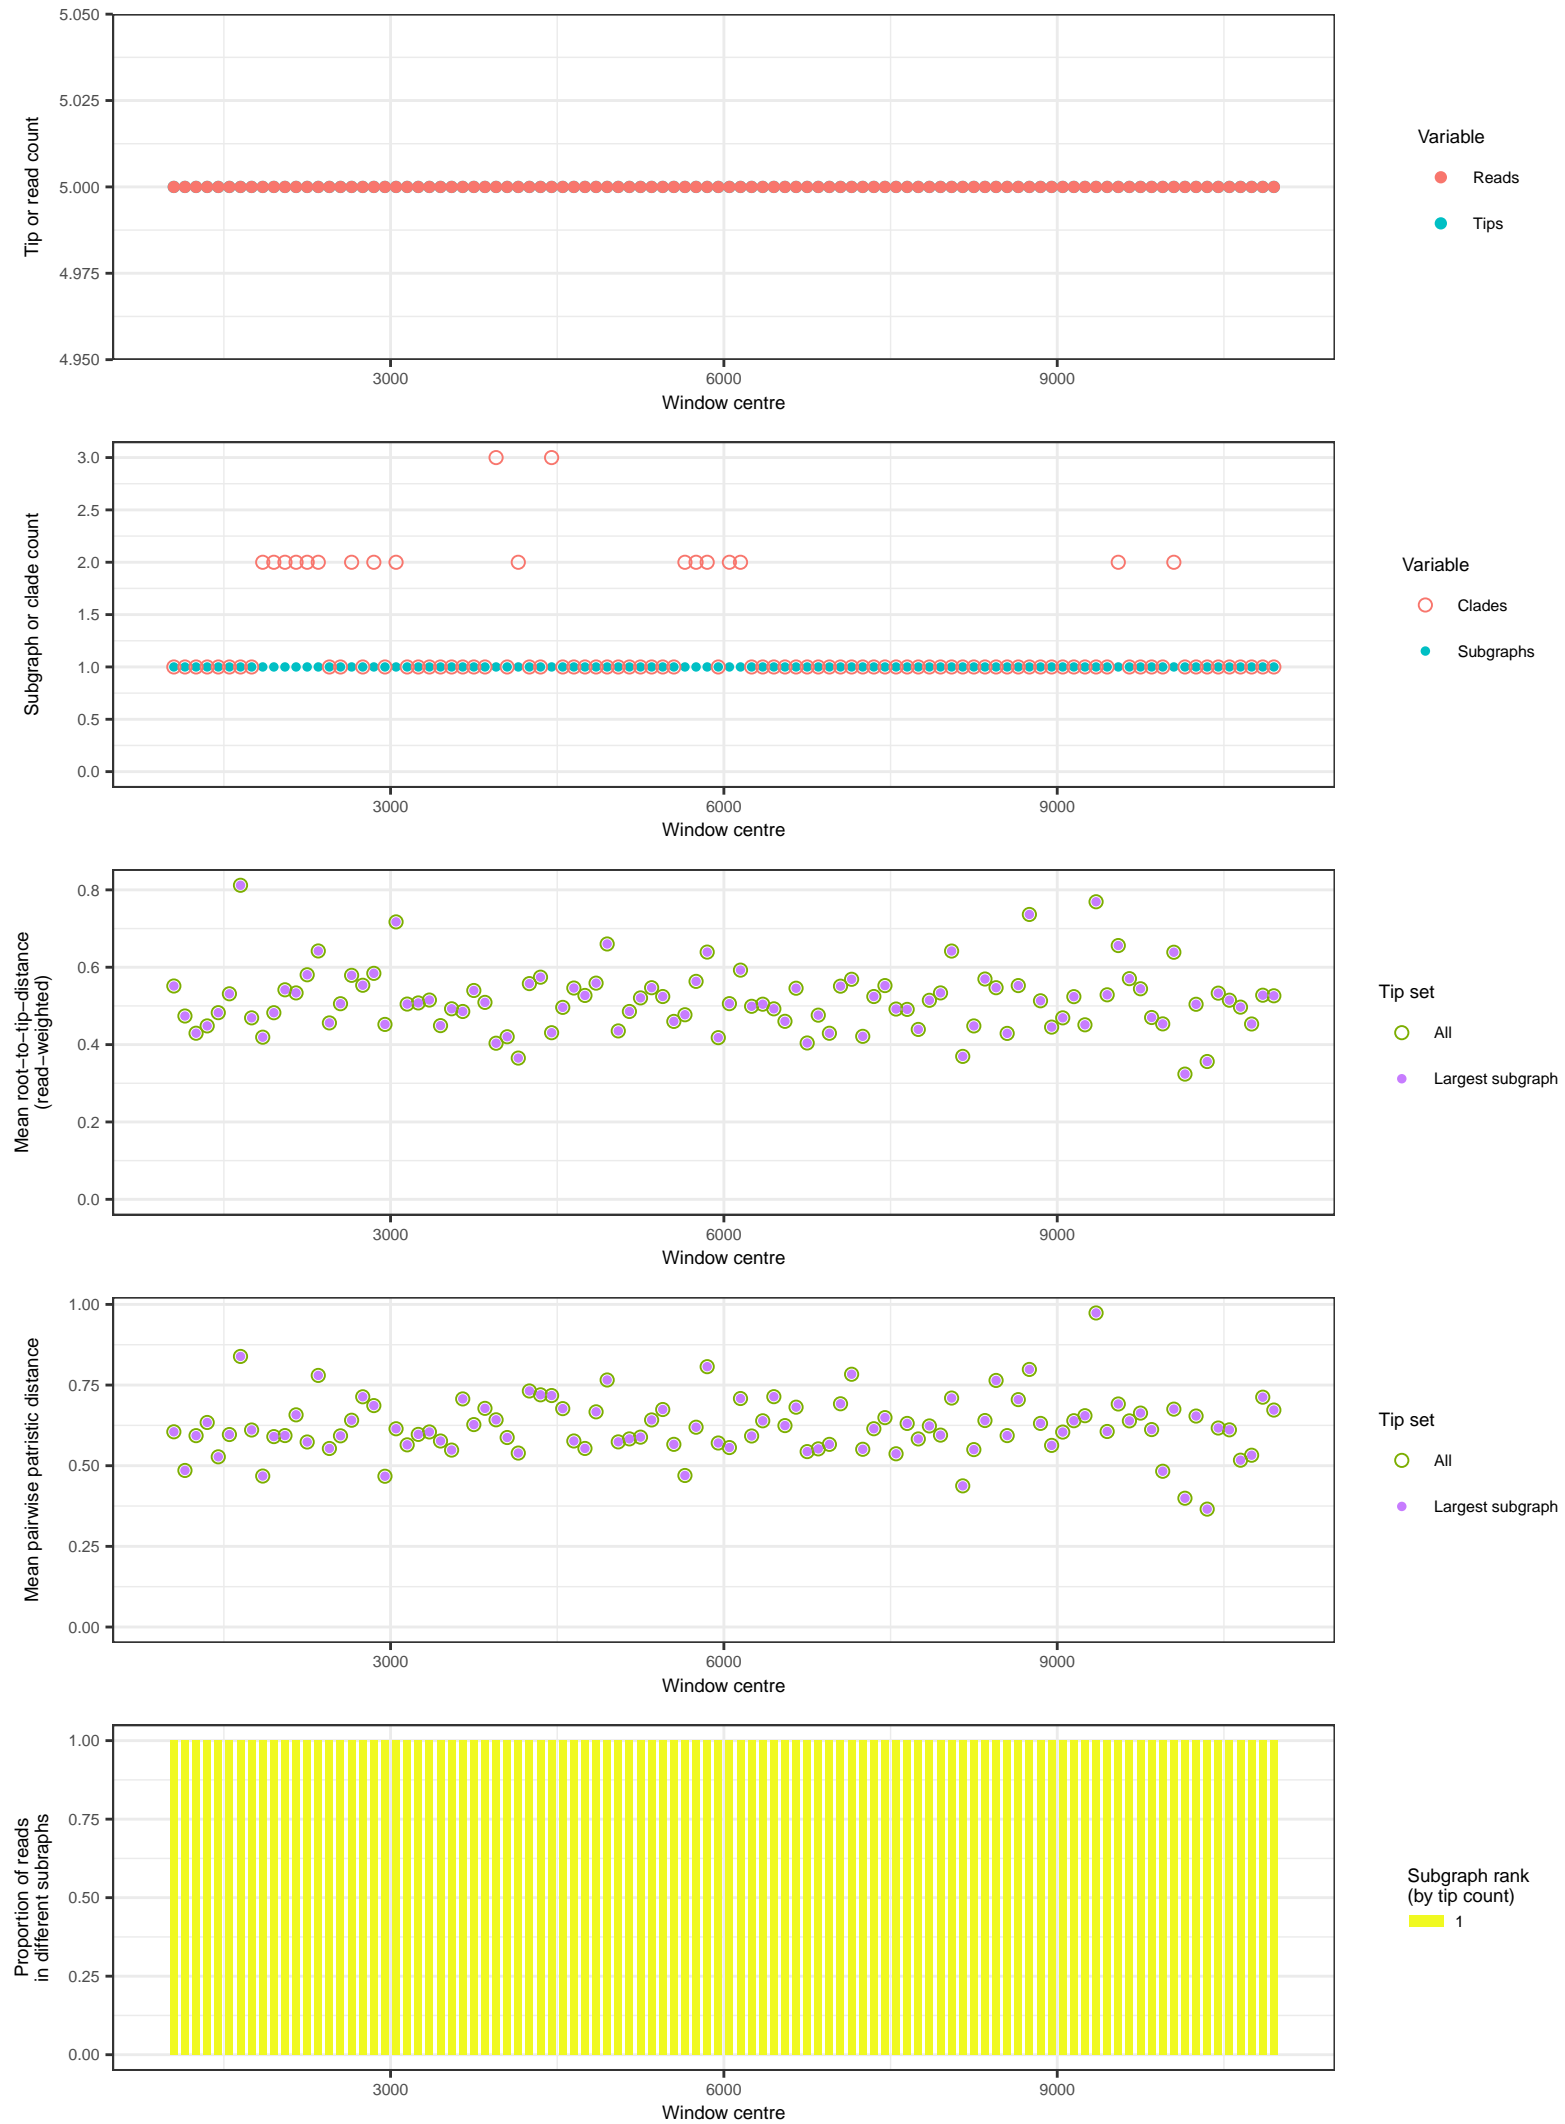 5.050
5.025
5.000
4.975
4.950
Tip or read count
3000 6000 9000
Window centre
Variable
Reads
Tips
3.0
2.5
2.0
1.5
1.0
0.5
0.0
Subgraph or clade count
3000 6000 9000
Window centre
Variable
Clades
Subgraphs
0.8
0.6
0.4
0.2
0.0
Mean root−to−tip−distance
(read−weighted)
3000 6000 9000
Window centre
Tip set
All
Largest subgraph
1.00
0.75
0.50
0.25
0.00
Mean pairwise patristic distance
3000 6000 9000
Window centre
Tip set
All
Largest subgraph
1.00
0.75
0.50
0.25
0.00
Proportion of reads
in different subraphs
3000 6000 9000
Window centre
Subgraph rank
(by tip count)
1